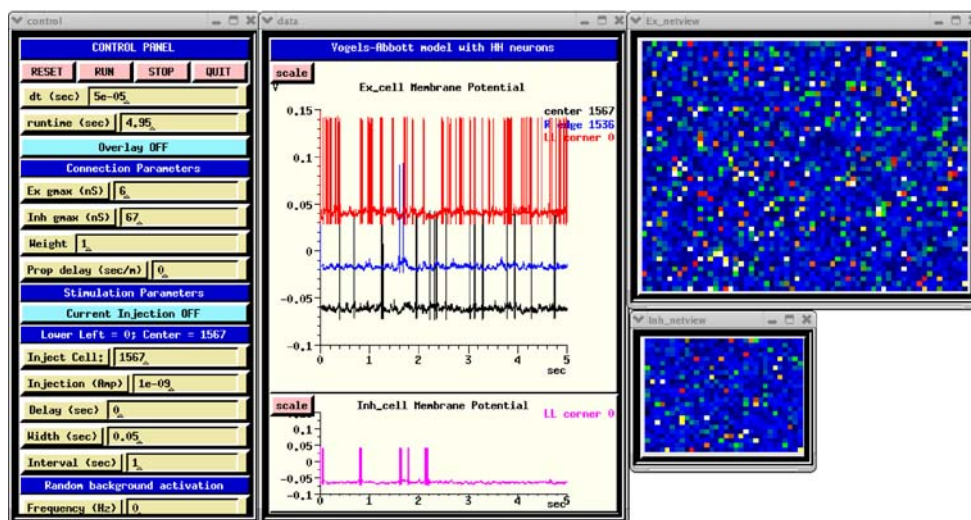 control
CONTROL PANEL
RESET RUN STOP QUIT
dt (sec) 5e-05
runtime (sec) 4.95
Overlay OFF
Connection Parameters
Ex gmax (nS) 6
Inh gmax (nS) 67
Weight 1
Prop delay (sec/m) 0
Stimulation Parameters
Current Injection OFF
Lower Left = 0; Center = 1567
Inject Cell: 1567
Injection (Amp) 1e-09
Delay (sec) 0
Width (sec) 0.05
Interval (sec) 1
Random background activation
Frequency (Hz) 0
data
Vogels-Abbott model with HH neurons
scale
V
Ex_cell Membrane Potential
center 1567
R edge 1536
LL corner 0
0.15
0.1
0.05
0
-0.05
-0.1
0 1 2 3 4 5
sec
scale
Inh_cell Membrane Potential
LL corner 0
0.05
0
-0.05
-0.1
0 1 2 3 4 5
sec
Ex_netview
Inh_netview